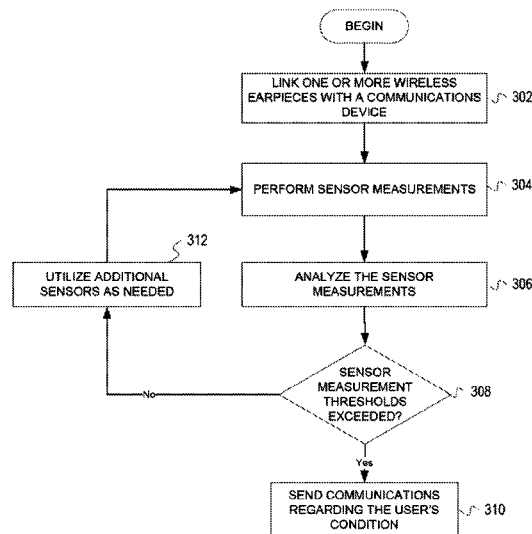 BEGIN
LINK ONE OR MORE WIRELESS
EARPIECES WITH A COMMUNICATIONS
DEVICE
302
PERFORM SENSOR MEASUREMENTS
304
312
UTILIZE ADDITIONAL
SENSORS AS NEEDED
ANALYZE THE SENSOR
MEASUREMENTS
306
SENSOR
MEASUREMENT
THRESHOLDS
EXCEEDED?
308
No
Yes
SEND COMMUNICATIONS
REGARDING THE USER'S
CONDITION
310